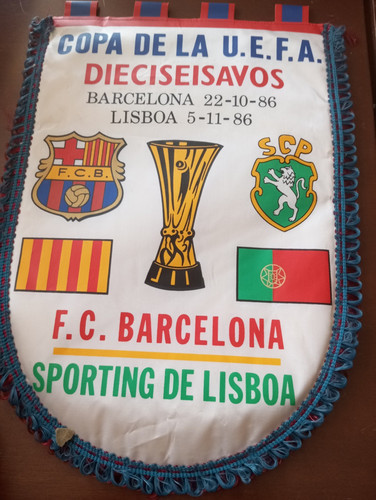 COPA DE LA U.E.F.A.
DIECISEISAVOS
BARCELONA 22-10-86
LISBOA 5-11-86
F.C.B.
SCP
F.C. BARCELONA
SPORTING DE LISBOA